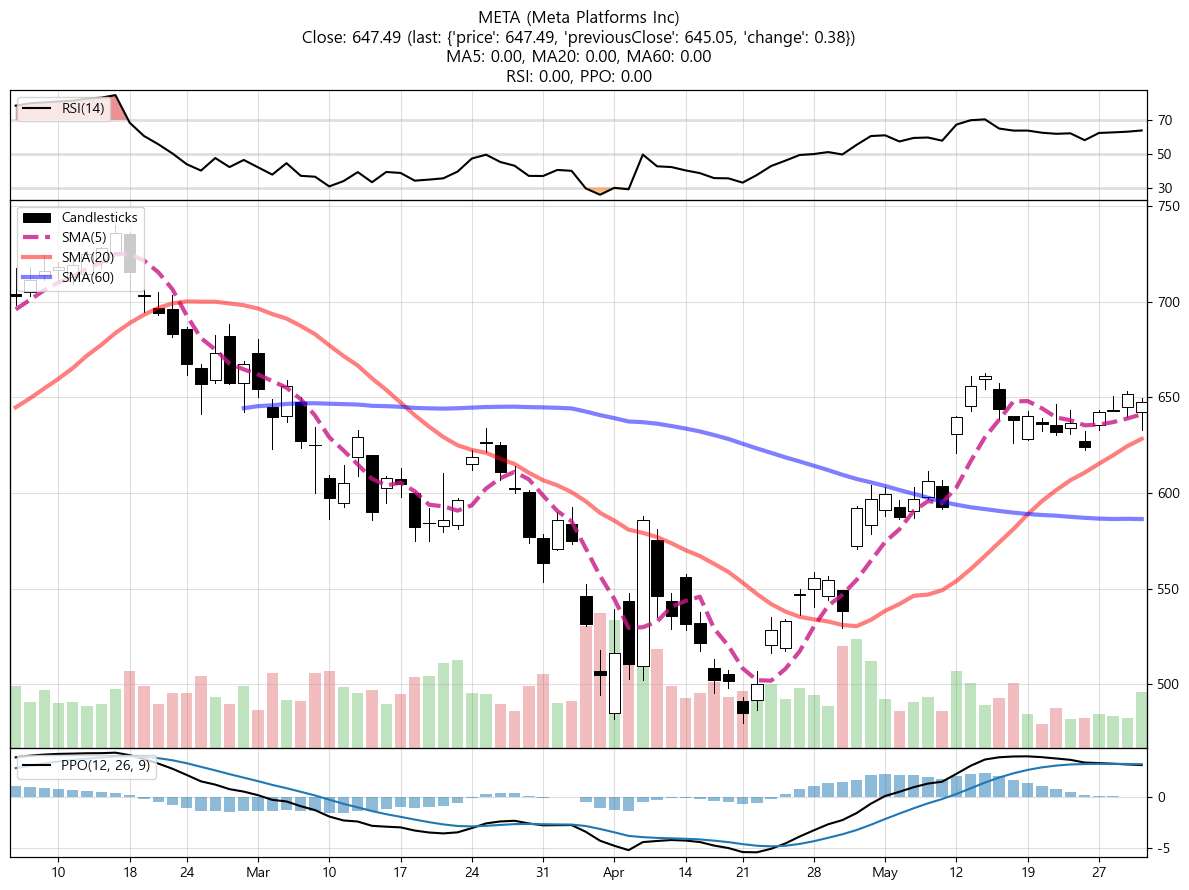 META (Meta Platforms Inc)
Close: 647.49 (last: {'price': 647.49, 'previousClose': 645.05, 'change': 0.38})
MA5: 0.00, MA20: 0.00, MA60: 0.00
RSI: 0.00, PPO: 0.00
RSI(14)
70
50
30
Candlesticks
SMA(5)
SMA(20)
SMA(60)
750
700
650
600
550
500
PPO(12, 26, 9)
0
-5
10 18 24 Mar 10 17 24 31 Apr 14 21 28 May 12 19 27